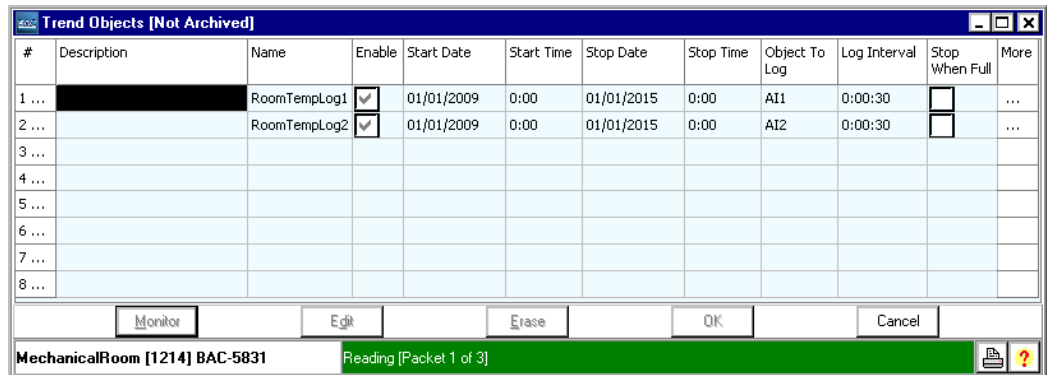 Trend Objects [Not Archived]
# Description Name Enable Start Date Start Time Stop Date Stop Time Object To Log Log Interval Stop When Full More
1 ... RoomTempLog1 01/01/2009 0:00 01/01/2015 0:00 AI1 0:00:30 ...
2 ... RoomTempLog2 01/01/2009 0:00 01/01/2015 0:00 AI2 0:00:30 ...
3 ...
4 ...
5 ...
6 ...
7 ...
8 ...
Monitor Edit Erase OK Cancel
MechanicalRoom [1214] BAC-5831 Reading [Packet 1 of 3] ?